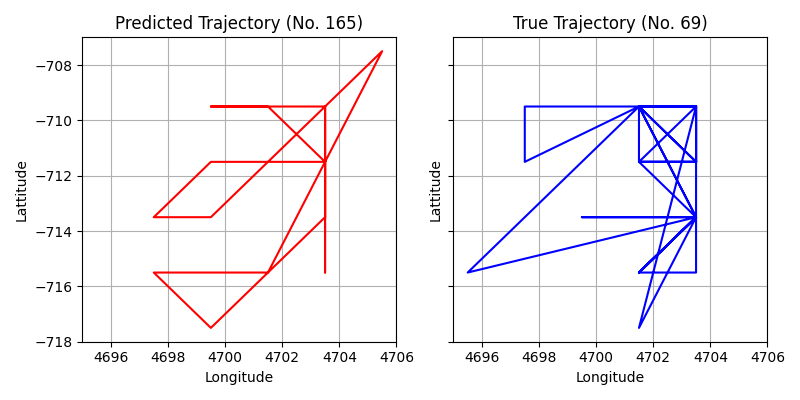 Predicted Trajectory (No. 165)
True Trajectory (No. 69)
Lattitude
−708
−710
−712
−714
−716
−718
4696 4698 4700 4702 4704 4706
Longitude
Lattitude
4696 4698 4700 4702 4704 4706
Longitude